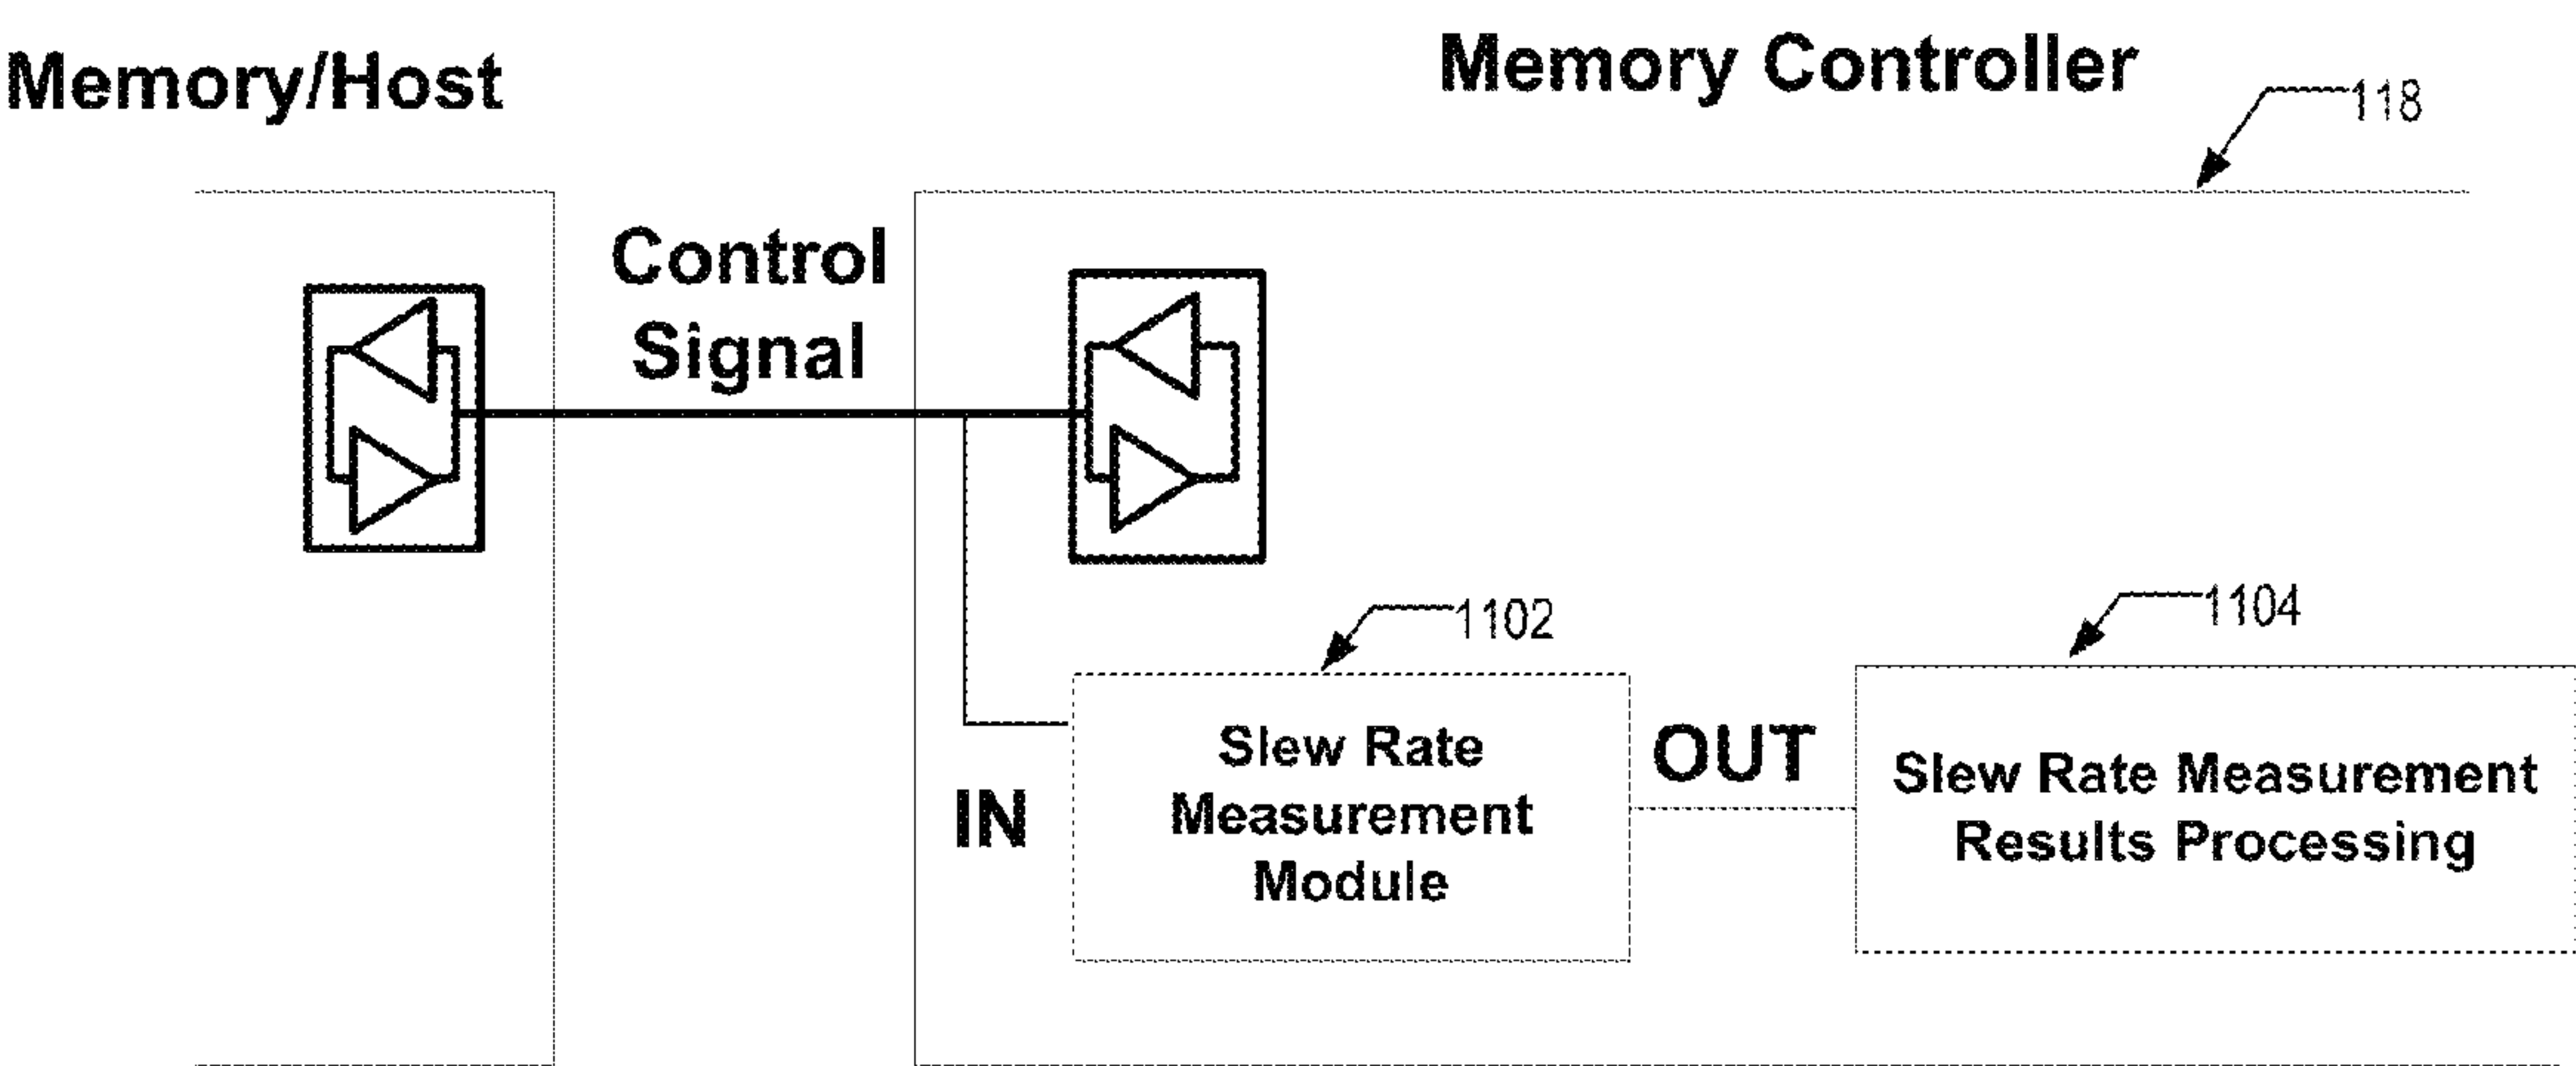 Memory/Host
Memory Controller
118
Control
Signal
1102
1104
IN
Slew Rate
Measurement
Module
OUT
Slew Rate Measurement
Results Processing